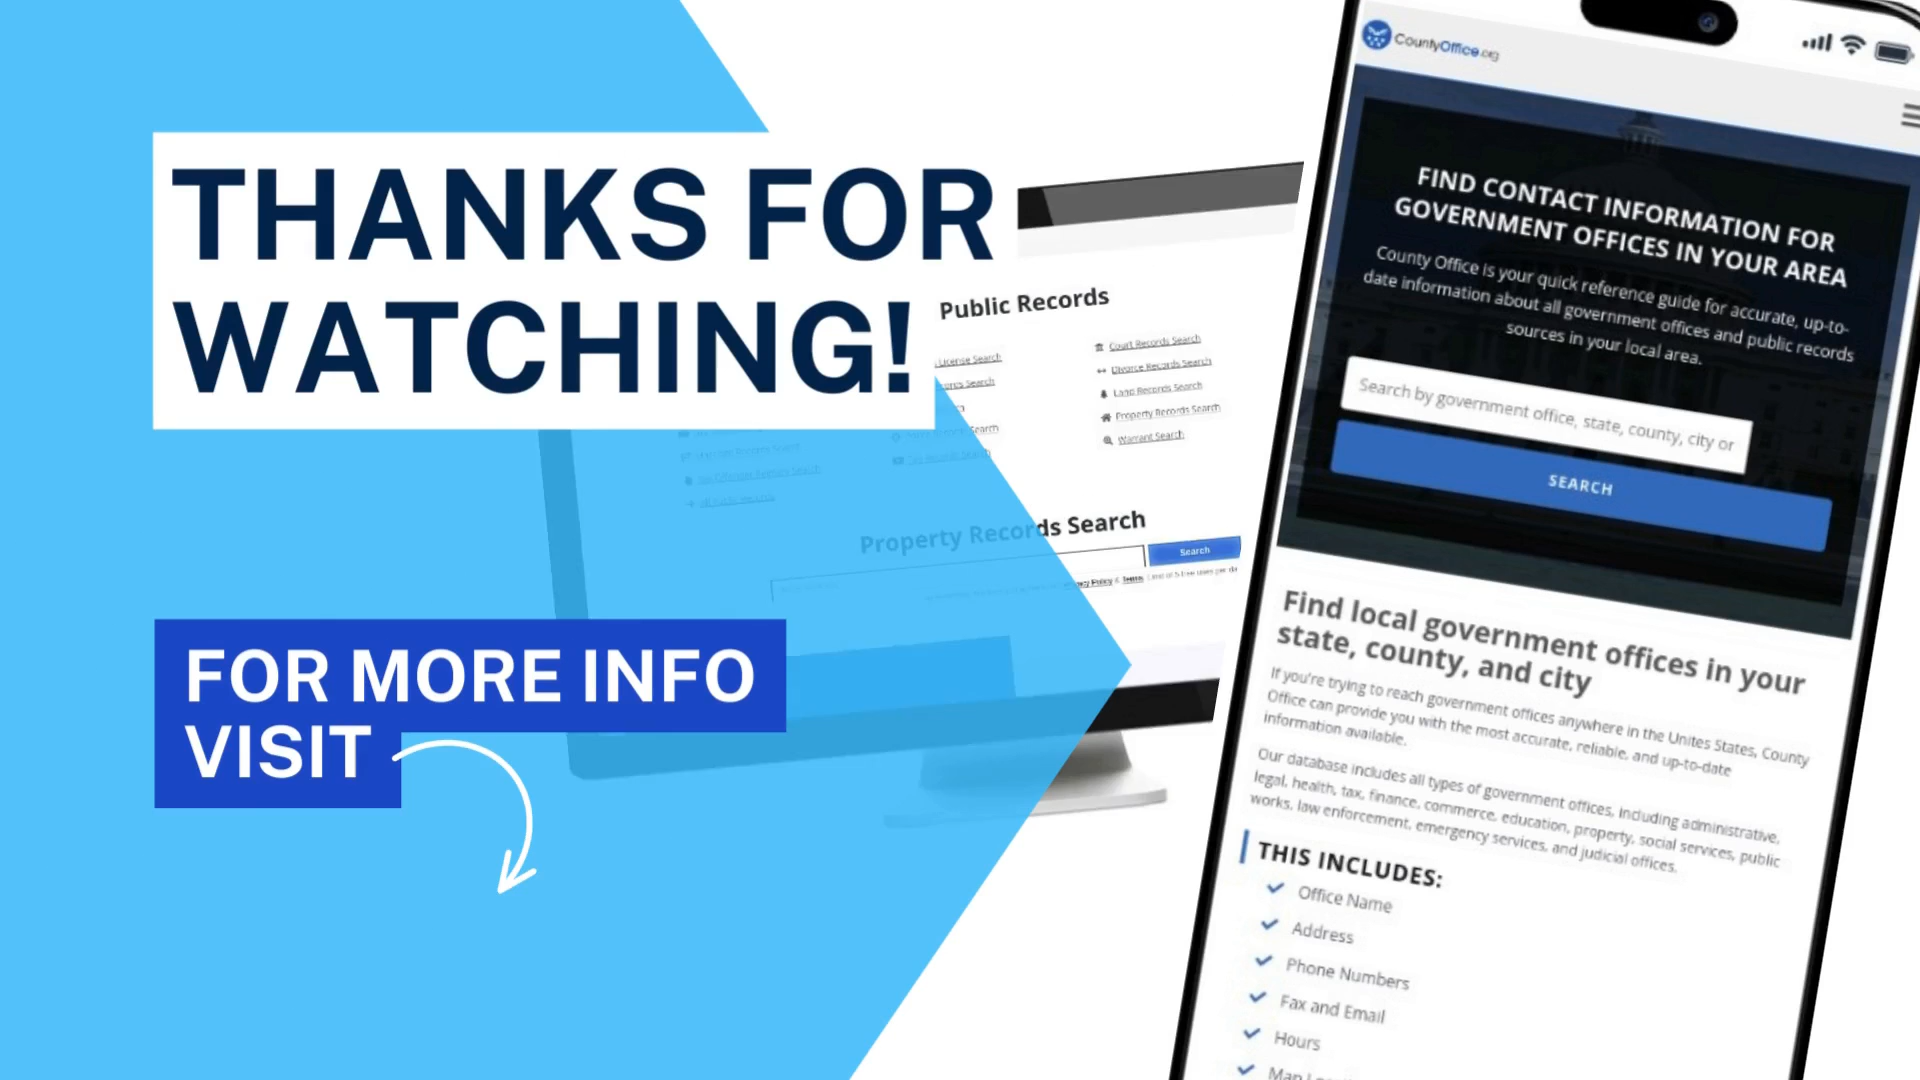 THANKS FOR
WATCHING!
FOR MORE INFO
VISIT
Public Records
License Search
Search
Search
Court Records Search
Divorce Records Search
Land Records Search
Property Records Search
Warrant Search
Property Records Search
Search
Policy & Terms
CountyOffice.org
FIND CONTACT INFORMATION FOR
GOVERNMENT OFFICES IN YOUR AREA
County Office is your quick reference guide for accurate, up-to-
date information about all government offices and public records
sources in your local area.
Search by government office, state, county, city or
SEARCH
Find local government offices in your
state, county, and city
If you're trying to reach government offices anywhere in the Unites States, County
Office can provide you with the most accurate, reliable, and up-to-date
information available.
Our database includes all types of government offices, including administrative,
legal, health, tax, finance, commerce, education, property, social services, public
works, law enforcement, emergency services, and judicial offices.
THIS INCLUDES:
Office Name
Address
Phone Numbers
Fax and Email
Hours
Map